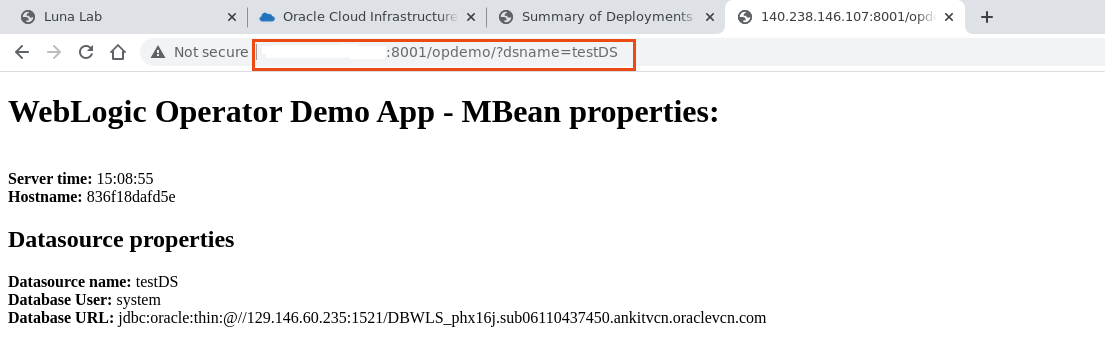 Luna Lab
Oracle Cloud Infrastructure
Summary of Deployments
140.238.146.107:8001/opd
Not secure
:8001/opdemo/?dsname=testDS
WebLogic Operator Demo App - MBean properties:
Server time: 15:08:55
Hostname: 836f18dafd5e
Datasource properties
Datasource name: testDS
Database User: system
Database URL: jdbc:oracle:thin:@//129.146.60.235:1521/DBWLS_phx16j.sub06110437450.ankitvcn.oraclevcn.com